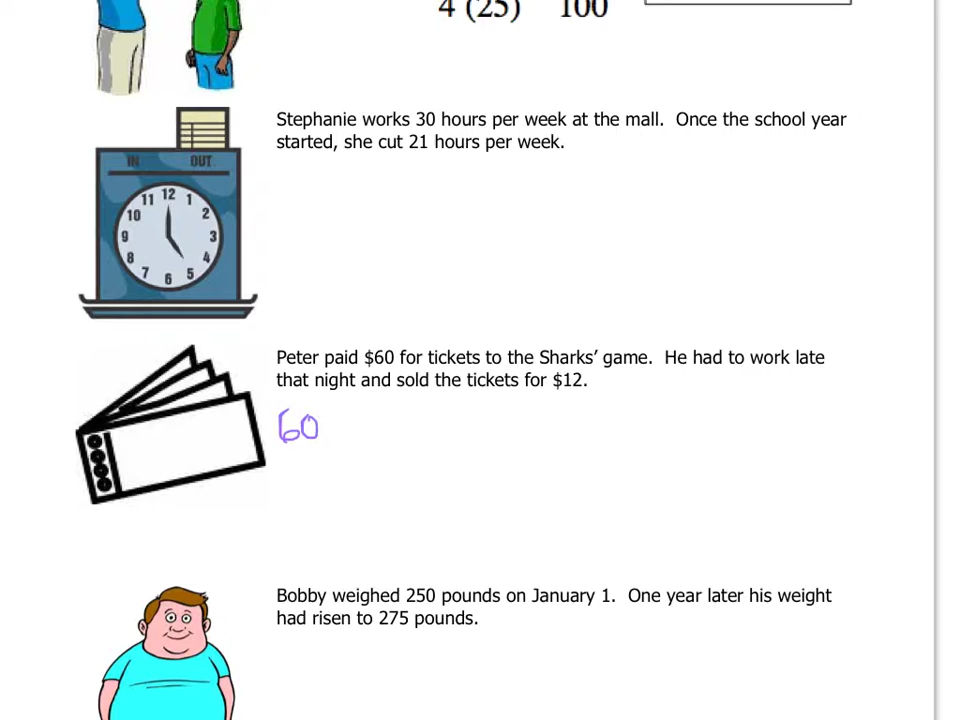 4 (25) 100
Stephanie works 30 hours per week at the mall. Once the school year
started, she cut 21 hours per week.
IN OUT
12
11 1
10 2
9 3
8 4
7 5
6
Peter paid $60 for tickets to the Sharks’ game. He had to work late
that night and sold the tickets for $12.
60
Bobby weighed 250 pounds on January 1. One year later his weight
had risen to 275 pounds.